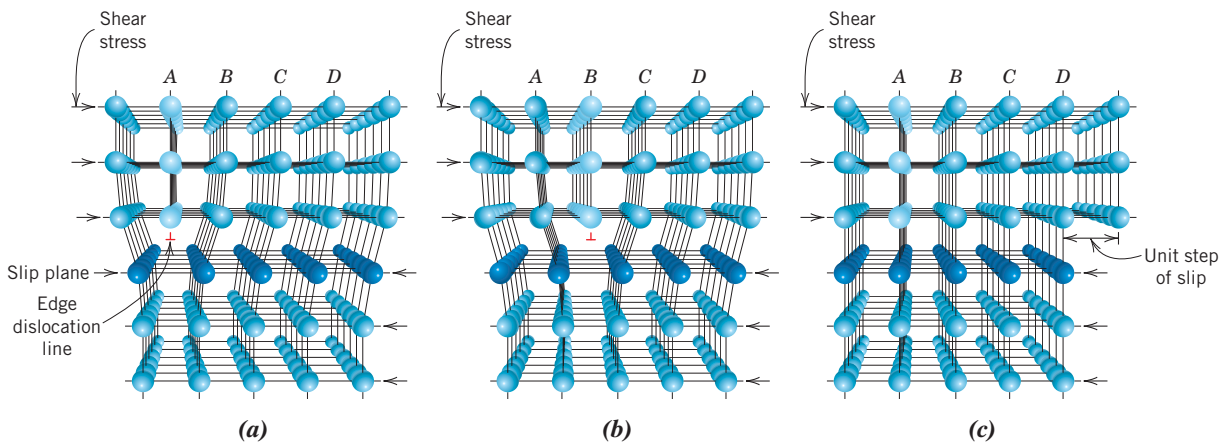 Shear
stress
A B C D
Slip plane
Edge
dislocation
line
(a)
Shear
stress
A B C D
(b)
Shear
stress
A B C D
Unit step
of slip
(c)